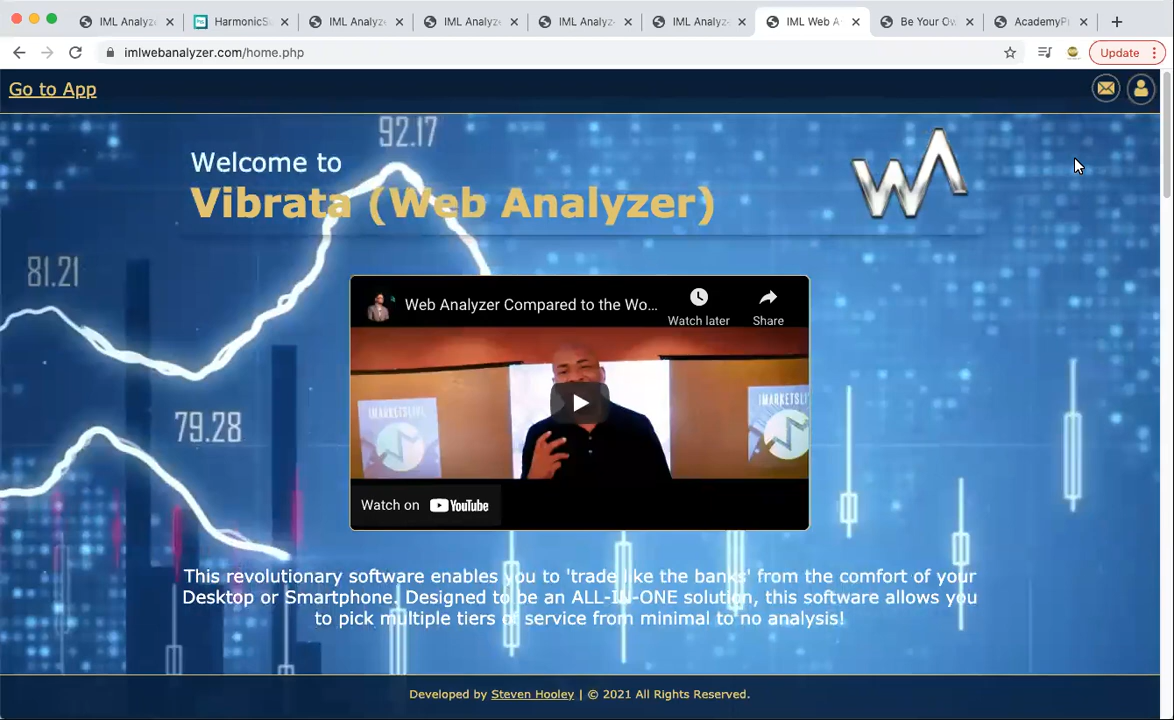 IML Analyz
HarmonicS
IML Analyz
IML Analyz
IML Analyz
IML Analyz
IML Web A
Be Your Ow
AcademyP
imlwebanalyzer.com/home.php
Update
Go to App
92.17
Welcome to
Vibrata (Web Analyzer)
WA
81.21
Web Analyzer Compared to the Wo...
Watch later
Share
79.28
IMARKETSLIVE
Watch on YouTube
This revolutionary software enables you to 'trade like the banks' from the comfort of your
Desktop or Smartphone. Designed to be an ALL-IN-ONE solution, this software allows you
to pick multiple tiers of service from minimal to no analysis!
Developed by Steven Hooley | © 2021 All Rights Reserved.